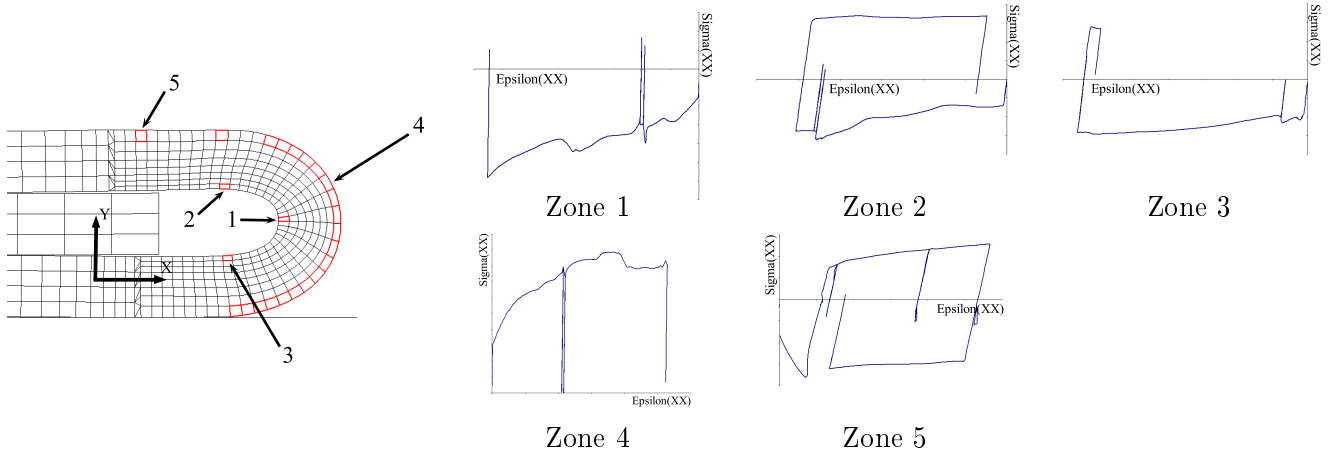 5
4
Y
2
1
X
3
Epsilon(XX)
Sigma(XX)
Zone 1
Epsilon(XX)
Sigma(XX)
Zone 2
Epsilon(XX)
Sigma(XX)
Zone 3
Sigma(XX)
Epsilon(XX)
Zone 4
Sigma(XX)
Epsilon(XX)
Zone 5